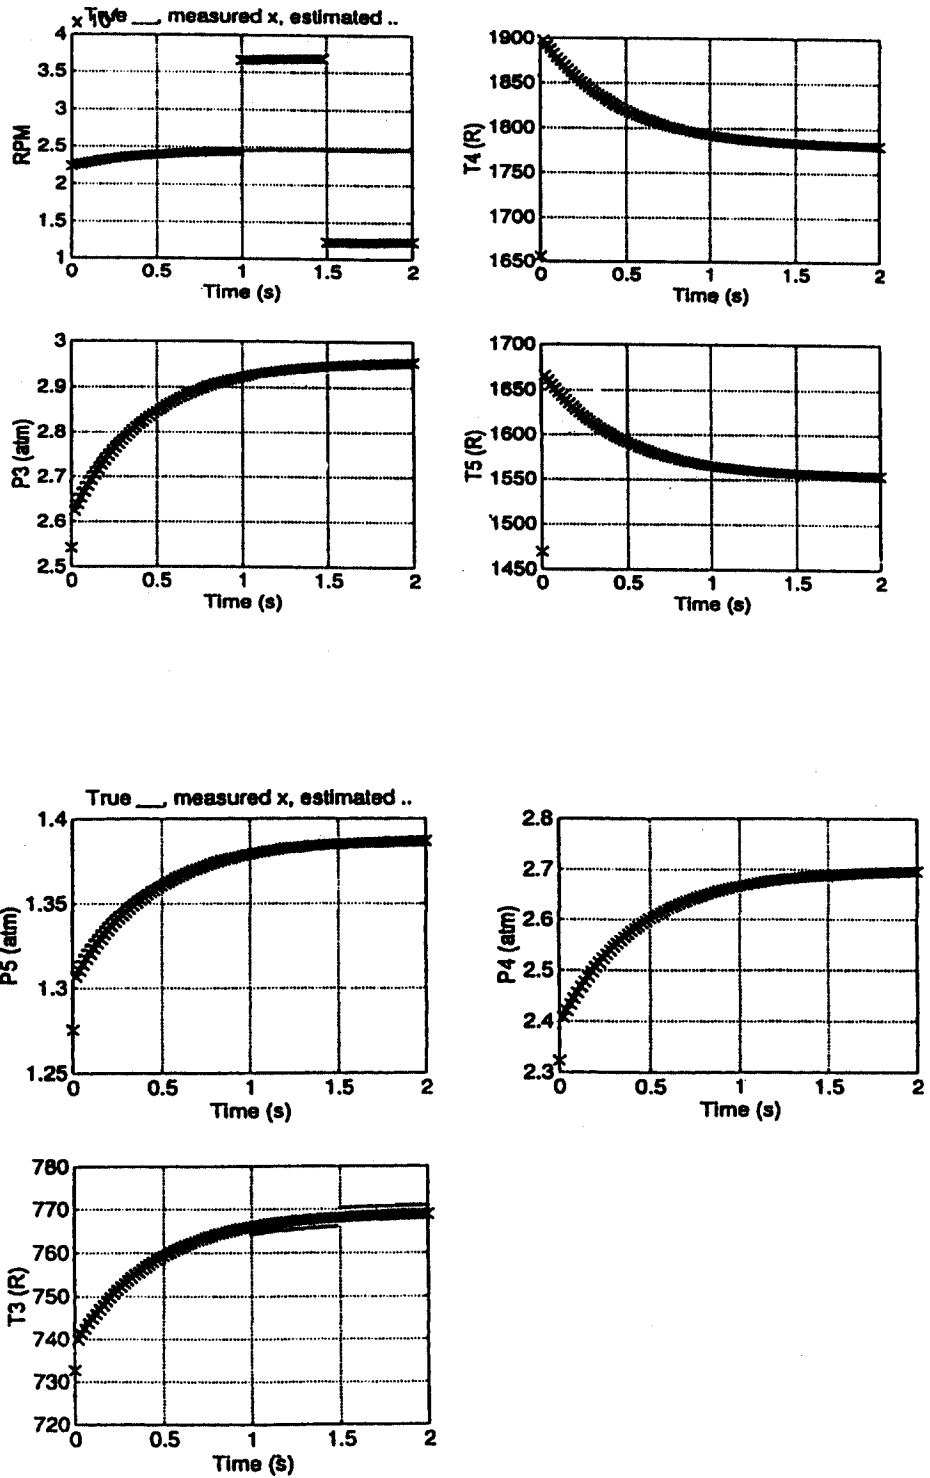 True __, measured x, estimated ..
x 10^4
4
3.5
3
2.5
2
1.5
1
RPM
0 0.5 1 1.5 2
Time (s)
1900
1850
1800
1750
1700
1650
T4 (R)
0 0.5 1 1.5 2
Time (s)
3
2.9
2.8
2.7
2.6
2.5
P3 (atm)
0 0.5 1 1.5 2
Time (s)
1700
1650
1600
1550
1500
1450
T5 (R)
0 0.5 1 1.5 2
Time (s)
True __, measured x, estimated ..
1.4
1.35
1.3
1.25
P5 (atm)
0 0.5 1 1.5 2
Time (s)
2.8
2.7
2.6
2.5
2.4
2.3
P4 (atm)
0 0.5 1 1.5 2
Time (s)
780
770
760
750
740
730
720
T3 (R)
0 0.5 1 1.5 2
Time (s)